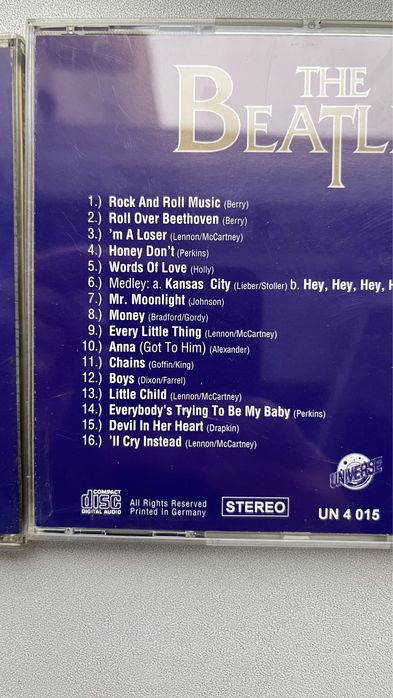 THE
BEATL
1.) Rock And Roll Music (Berry)
2.) Roll Over Beethoven (Berry)
3.) 'm A Loser (Lennon/McCartney)
4.) Honey Don't (Perkins)
5.) Words Of Love (Holly)
6.) Medley: a. Kansas City (Lieber/Stoller) b. Hey, Hey, Hey, H
7.) Mr. Moonlight (Johnson)
8.) Money (Bradford/Gordy)
9.) Every Little Thing (Lennon/McCartney)
10.) Anna (Got To Him) (Alexander)
11.) Chains (Goffin/King)
12.) Boys (Dixon/Farrel)
13.) Little Child (Lennon/McCartney)
14.) Everybody's Trying To Be My Baby (Perkins)
15.) Devil In Her Heart (Drapkin)
16.) 'll Cry Instead (Lennon/McCartney)
UNIVERSE
COMPACT
disc
DIGITAL AUDIO
All Rights Reserved
Printed In Germany
STEREO
UN 4 015